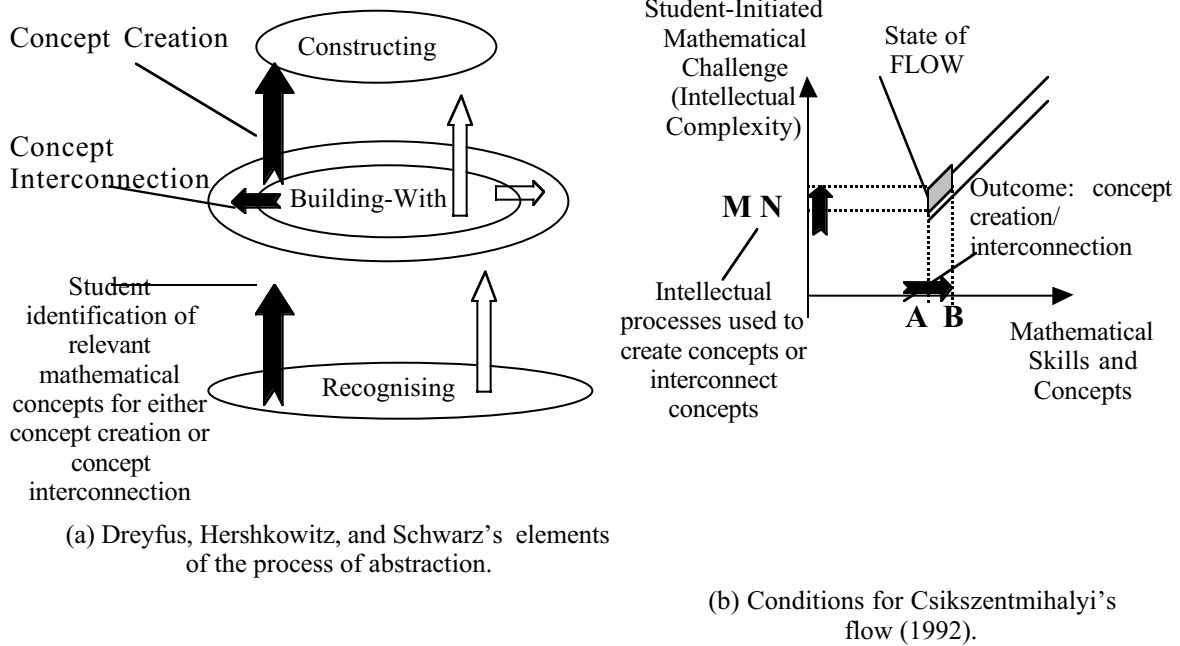 Concept Creation
Constructing
Concept
Interconnection
Building-With
Student
identification of
relevant
mathematical
concepts for either
concept creation or
concept
interconnection
Recognising
(a) Dreyfus, Hershkowitz, and Schwarz's elements
of the process of abstraction.
Student-Initiated
Mathematical
Challenge
(Intellectual
Complexity)
State of
FLOW
M N
Outcome: concept
creation/
interconnection
Intellectual
processes used to
create concepts or
interconnect
concepts
A B
Mathematical
Skills and
Concepts
(b) Conditions for Csikszentmihalyi's
flow (1992).